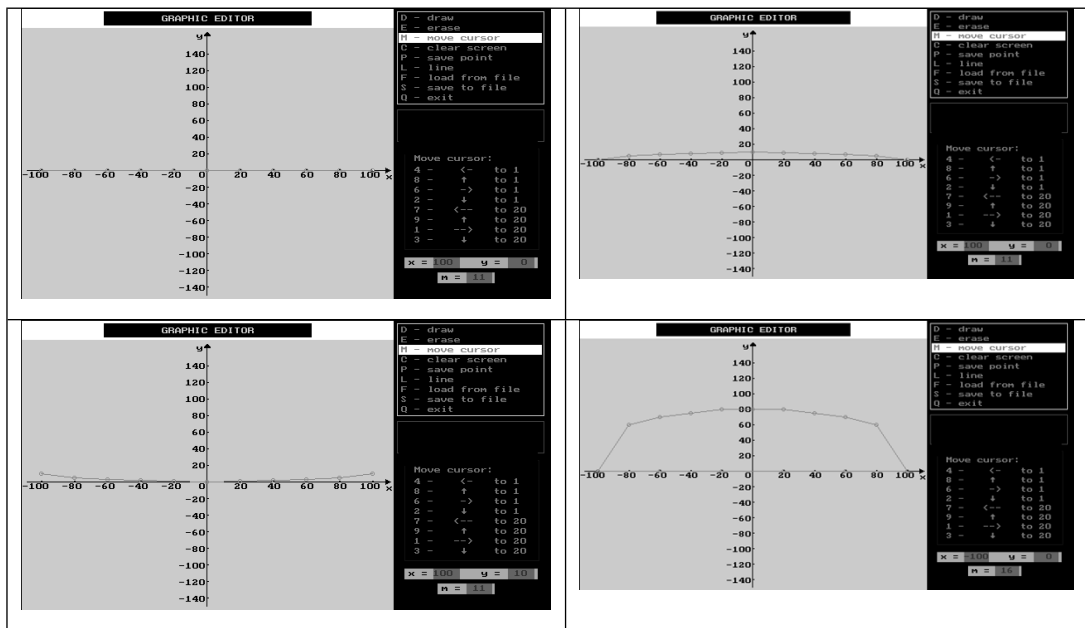 GRAPHIC EDITOR
D - draw
E - erase
M - move cursor
C - clear screen
P - save point
L - line
F - load from file
S - save to file
Q - exit
y
140
120
100
80
60
40
20
-100 -80 -60 -40 -20 0 20 40 60 80 100 x
-20
-40
-60
-80
-100
-120
-140
Move cursor:
4 - <- to 1
8 - ↑ to 1
6 - -> to 1
2 - ↓ to 1
7 - <-- to 20
9 - ↑ to 20
1 - --> to 20
3 - ↓ to 20
x = 100 y = 0
m = 11
GRAPHIC EDITOR
D - draw
E - erase
M - move cursor
C - clear screen
P - save point
L - line
F - load from file
S - save to file
Q - exit
y
140
120
100
80
60
40
20
-100 -80 -60 -40 -20 0 20 40 60 80 100 x
-20
-40
-60
-80
-100
-120
-140
Move cursor:
4 - <- to 1
8 - ↑ to 1
6 - -> to 1
2 - ↓ to 1
7 - <-- to 20
9 - ↑ to 20
1 - --> to 20
3 - ↓ to 20
x = 100 y = 0
m = 11
GRAPHIC EDITOR
D - draw
E - erase
M - move cursor
C - clear screen
P - save point
L - line
F - load from file
S - save to file
Q - exit
y
140
120
100
80
60
40
20
-100 -80 -60 -40 -20 0 20 40 60 80 100 x
-20
-40
-60
-80
-100
-120
-140
Move cursor:
4 - <- to 1
8 - ↑ to 1
6 - -> to 1
2 - ↓ to 1
7 - <-- to 20
9 - ↑ to 20
1 - --> to 20
3 - ↓ to 20
x = 100 y = 10
m = 11
GRAPHIC EDITOR
D - draw
E - erase
M - move cursor
C - clear screen
P - save point
L - line
F - load from file
S - save to file
Q - exit
y
140
120
100
80
60
40
20
-100 -80 -60 -40 -20 0 20 40 60 80 100 x
-20
-40
-60
-80
-100
-120
-140
Move cursor:
4 - <- to 1
8 - ↑ to 1
6 - -> to 1
2 - ↓ to 1
7 - <-- to 20
9 - ↑ to 20
1 - --> to 20
3 - ↓ to 20
x = -100 y = 0
m = 16